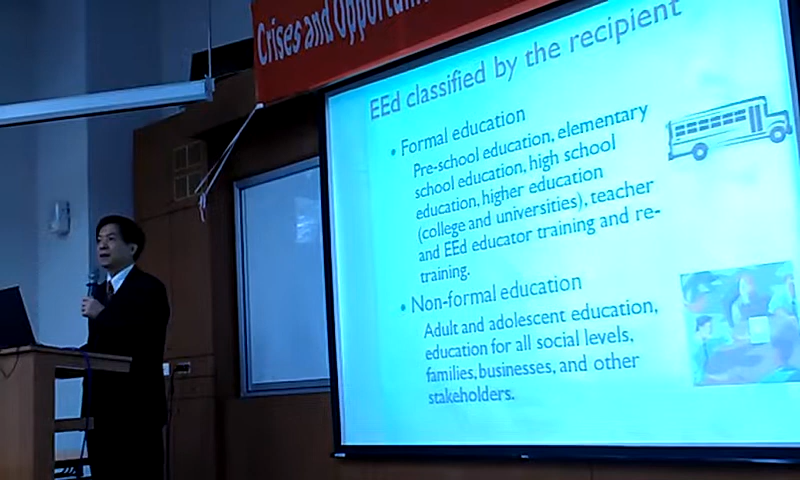 Crises and Opportuni
EEd classified by the recipient
• Formal education
Pre-school education, elementary
school education, high school
education, higher education
(college and universities), teacher
and EEd educator training and re-
training.
• Non-formal education
Adult and adolescent education,
education for all social levels,
families, businesses, and other
stakeholders.